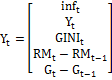 inf_t
Y_t
Y_t = GINI_t
RM_t − RM_{t−1}
G_t − G_{t−1}